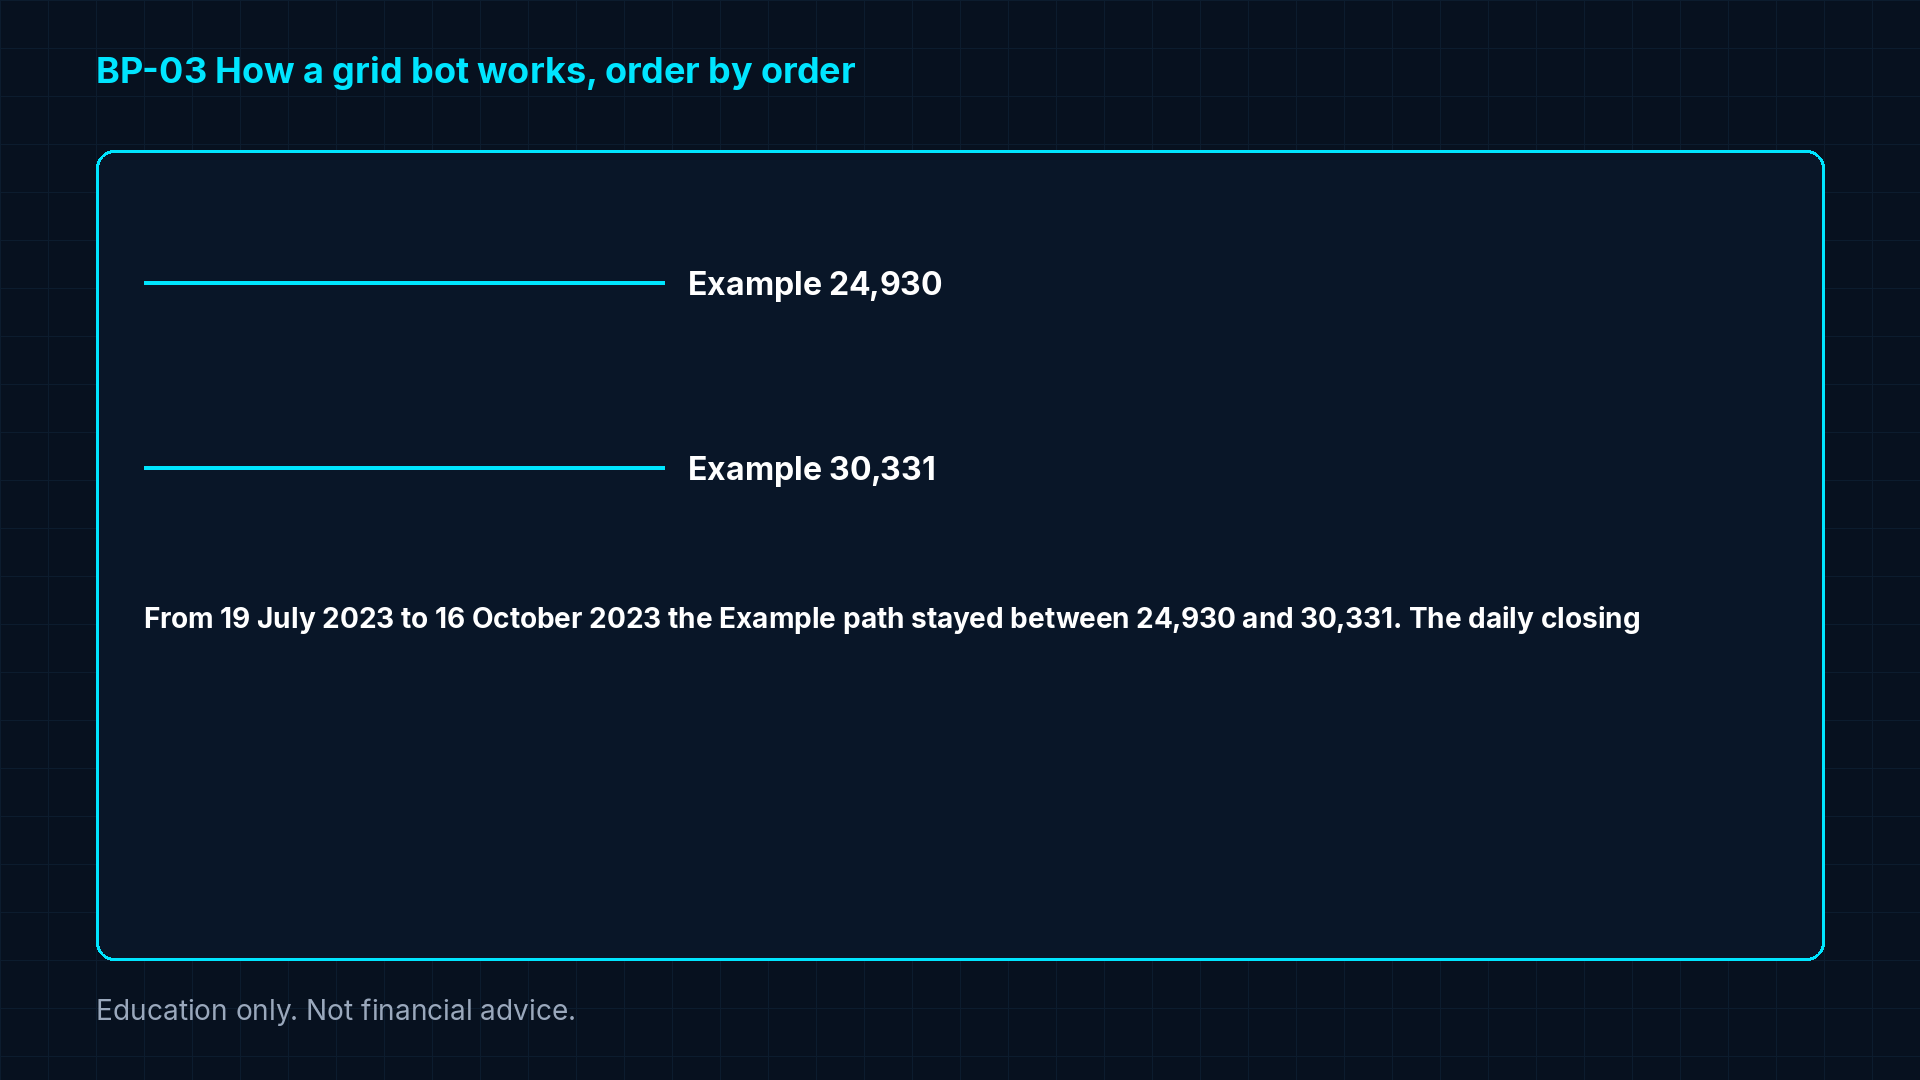 BP-03 How a grid bot works, order by order
Example 24,930
Example 30,331
From 19 July 2023 to 16 October 2023 the Example path stayed between 24,930 and 30,331. The daily closing
Education only. Not financial advice.